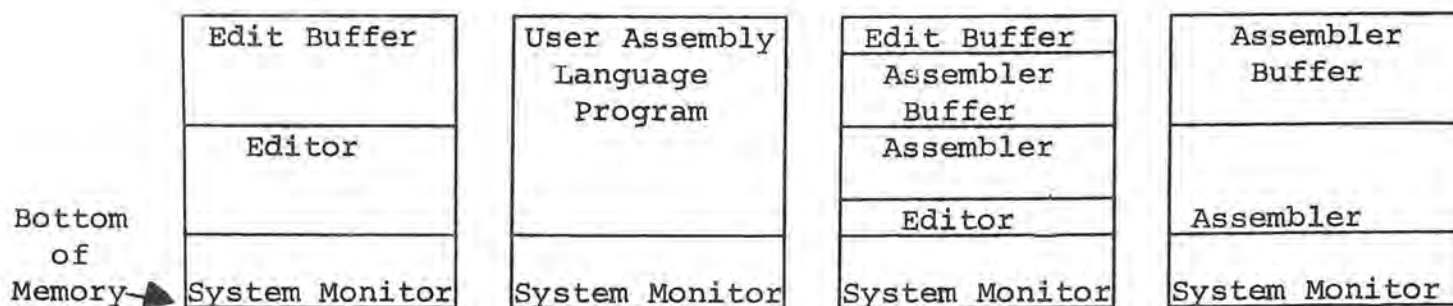 Edit Buffer
Editor
System Monitor
User Assembly
Language
Program
System Monitor
Edit Buffer
Assembler
Buffer
Assembler
Editor
System Monitor
Assembler
Buffer
Assembler
System Monitor
Bottom
of
Memory